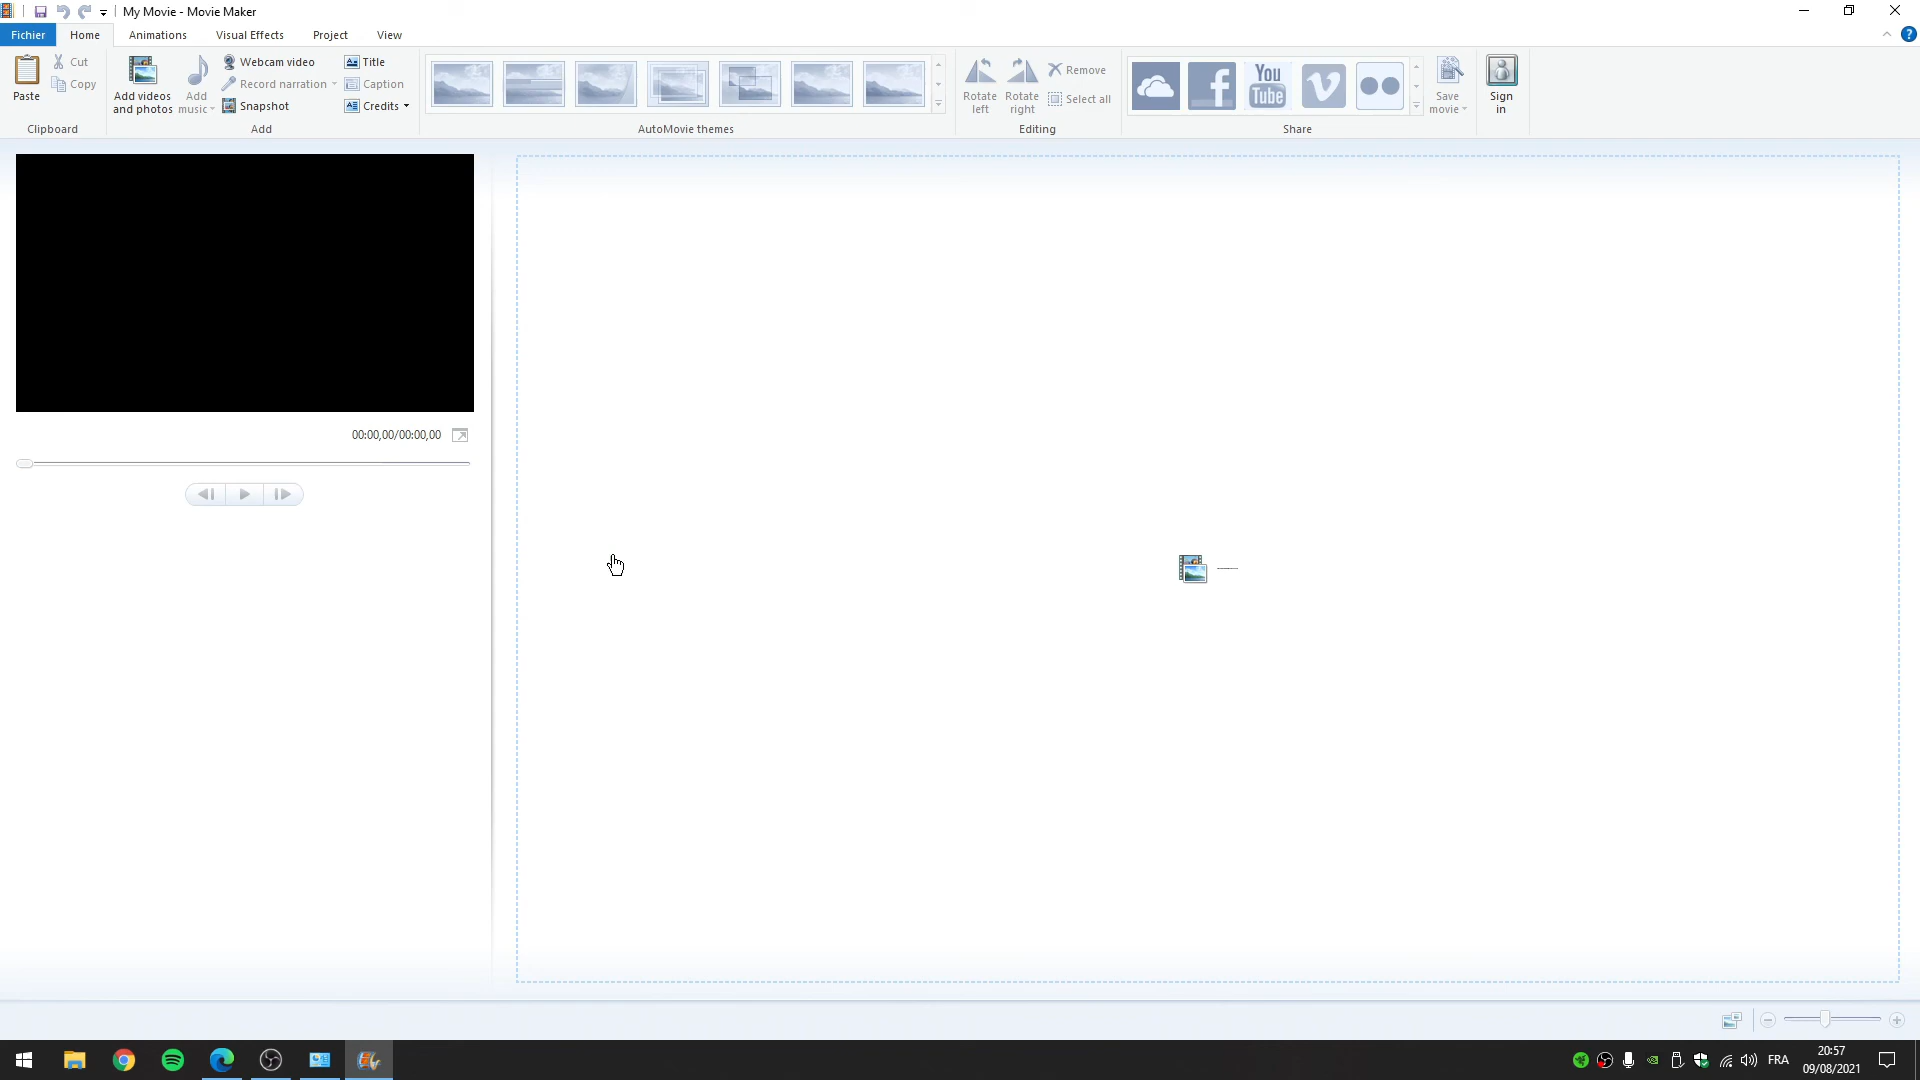 My Movie - Movie Maker
Fichier Home Animations Visual Effects Project View
Paste
Cut
Copy
Clipboard
Add videos
and photos
Add
music
Webcam video
Record narration
Snapshot
Title
Caption
Credits
Add
AutoMovie themes
Rotate
left
Rotate
right
Remove
Select all
Editing
f
You
Tube
v
Share
Save
movie
Sign
in
?
00:00,00/00:00,00
FRA
20:57
09/08/2021